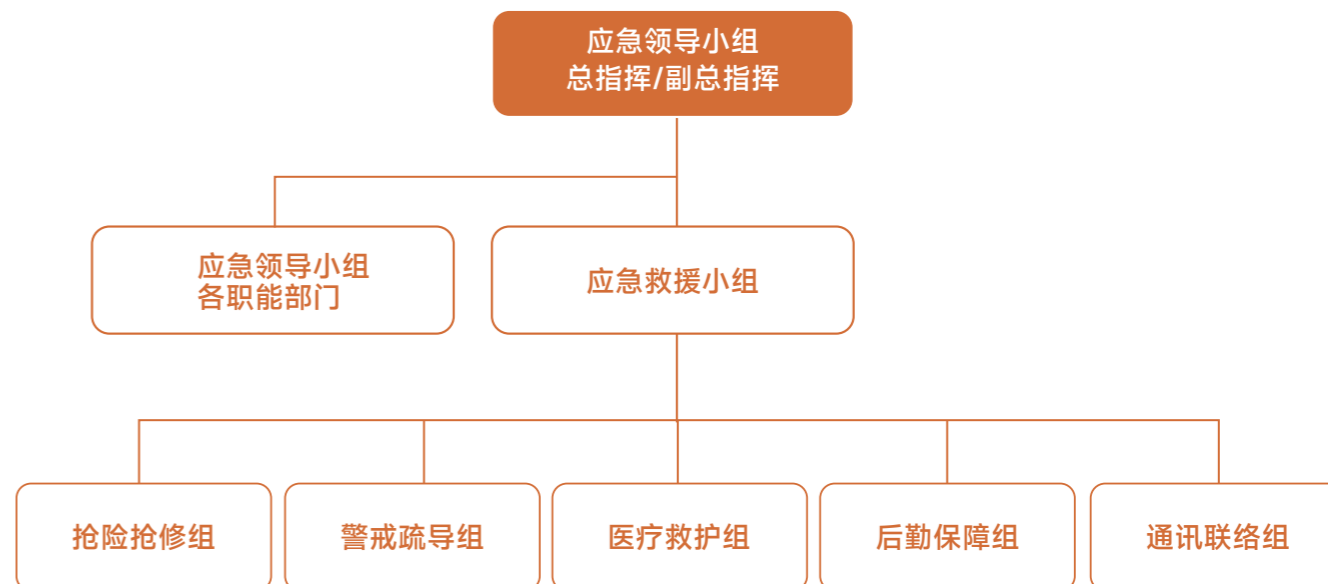 应急领导小组
总指挥/副总指挥
应急领导小组
各职能部门
应急救援小组
抢险抢修组
警戒疏导组
医疗救护组
后勤保障组
通讯联络组